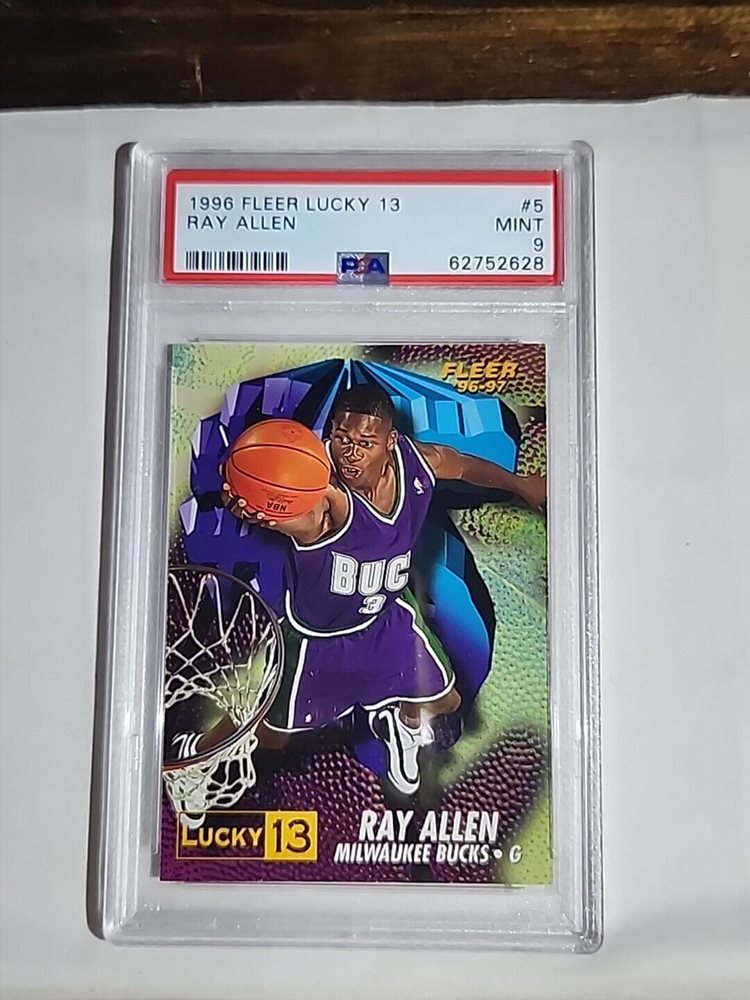 1996 FLEER LUCKY 13 #5
RAY ALLEN MINT
9
PSA 62752628
FLEER
96-97
NBA
BUC
3
LUCKY 13
RAY ALLEN
MILWAUKEE BUCKS • G